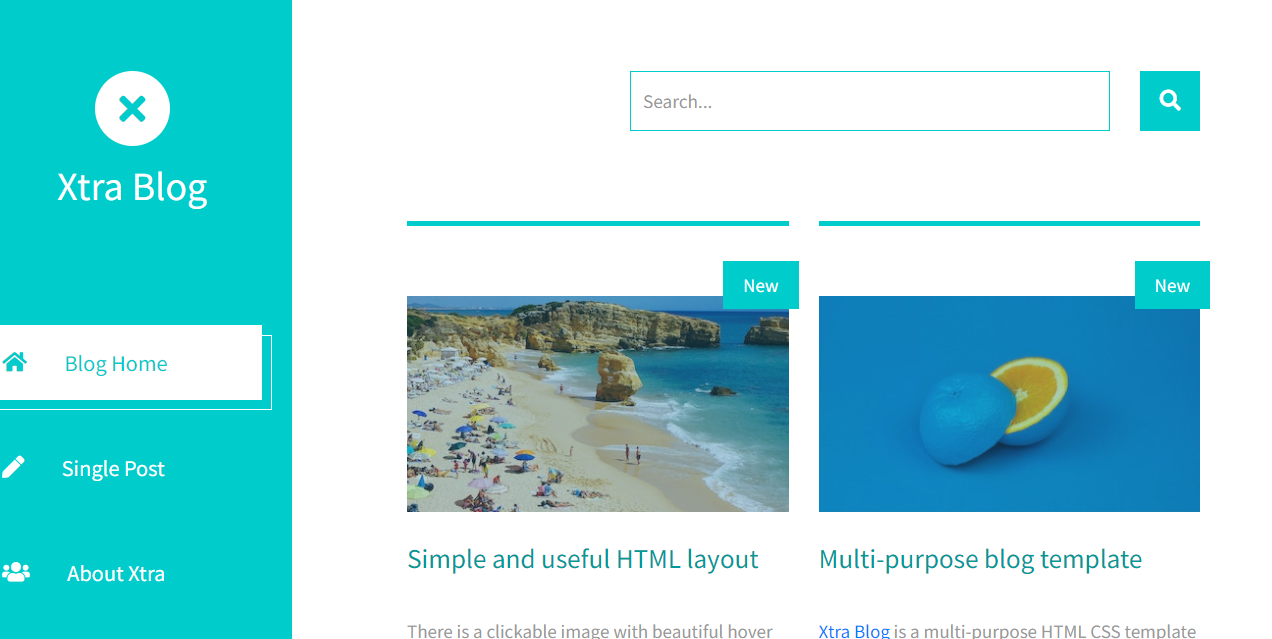 Xtra Blog
Search...
Blog Home
Single Post
About Xtra
New
New
Simple and useful HTML layout
Multi-purpose blog template
There is a clickable image with beautiful hover
Xtra Blog is a multi-purpose HTML CSS template